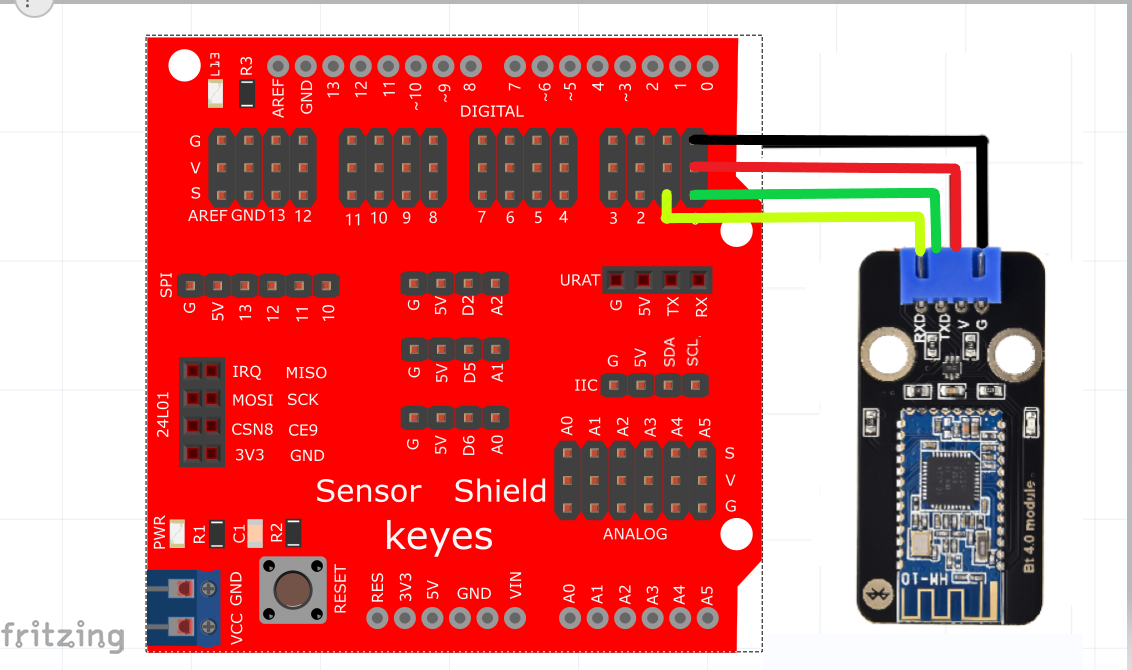 L13
R3
AREF
GND
13
12
11
~10
~9
8
7
~6
~5
4
~3
2
1
0
DIGITAL
G
V
S
AREF GND 13 12
11 10 9 8
7 6 5 4
3 2
SPI
G
5V
13
12
11
10
G
5V
D2
A2
URAT
G
5V
TX
RX
G
5V
D5
A1
G
5V
SDA
SCL
IIC
24L01
IRQ MISO
MOSI SCK
CSN8 CE9
3V3 GND
G
5V
D6
A0
A0
A1
A2
A3
A4
A5
S
V
G
ANALOG
Sensor Shield
keyes
PWR
R1
C1
R2
VCC GND
RESET
RES
3V3
5V
GND
VIN
A0
A1
A2
A3
A4
A5
RXD
TXD
V
G
Bt 4.0 module
HM-10
fritzing